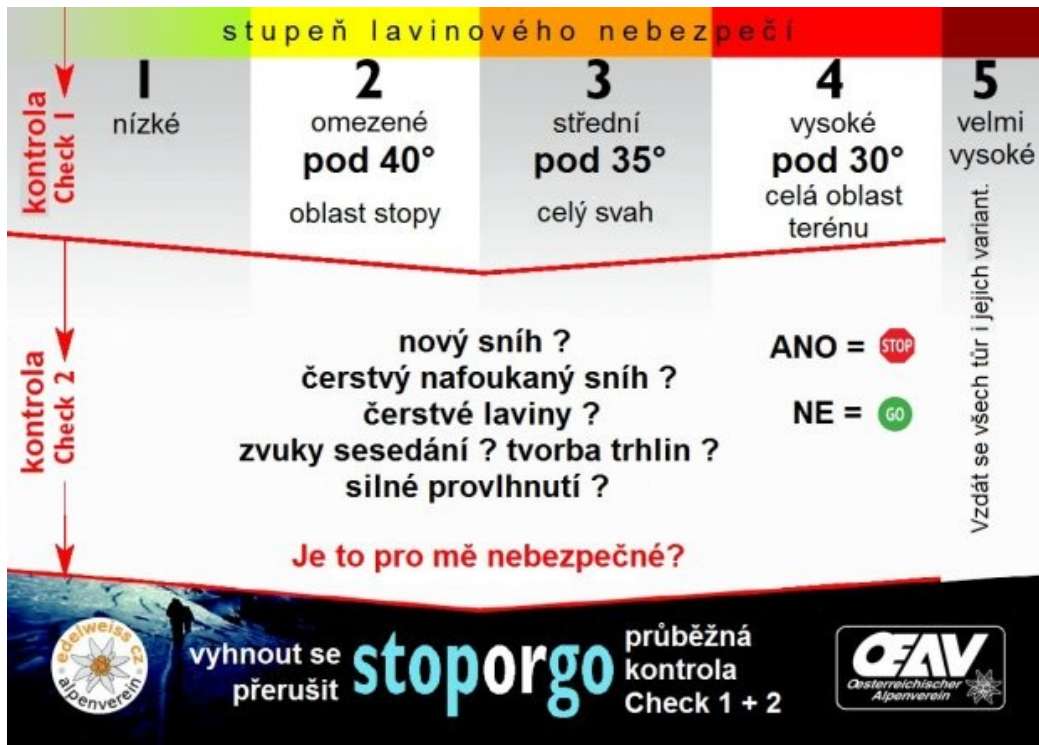 stupeň lavinového nebezpečí
kontrola
Check 1
1
nízké
2
omezené
pod 40°
oblast stopy
3
střední
pod 35°
celý svah
4
vysoké
pod 30°
celá oblast
terénu
5
velmi
vysoké
Vzdát se všech túr i jejich variant.
kontrola
Check 2
nový sníh ?
čerstvý nafoukaný sníh ?
čerstvé laviny ?
zvuky sesedání ? tvorba trhlin ?
silné provlhnutí ?
ANO = STOP
NE = GO
Je to pro mě nebezpečné?
edelweiss cz
alpenverein
vyhnout se
přerušit
stoporgo
průběžná
kontrola
Check 1 + 2
ŒAV
Oesterreichischer
Alpenverein